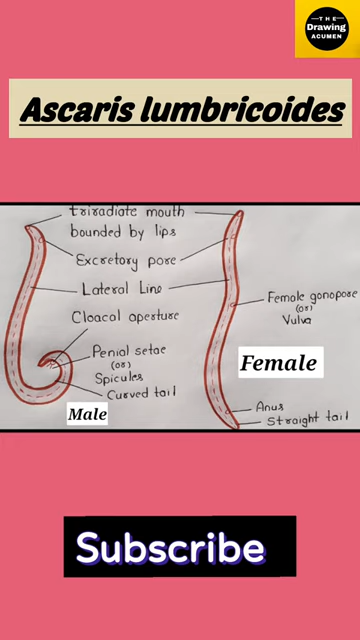 THE
Drawing
ACUMEN
Ascaris lumbricoides
triradiate mouth
bounded by lips
Excretory pore
Lateral Line
Cloacal aperture
Penial setae
(or)
Spicules
Curved tail
Male
Female gonopore
(or)
Vulva
Female
Anus
Straight tail
Subscribe